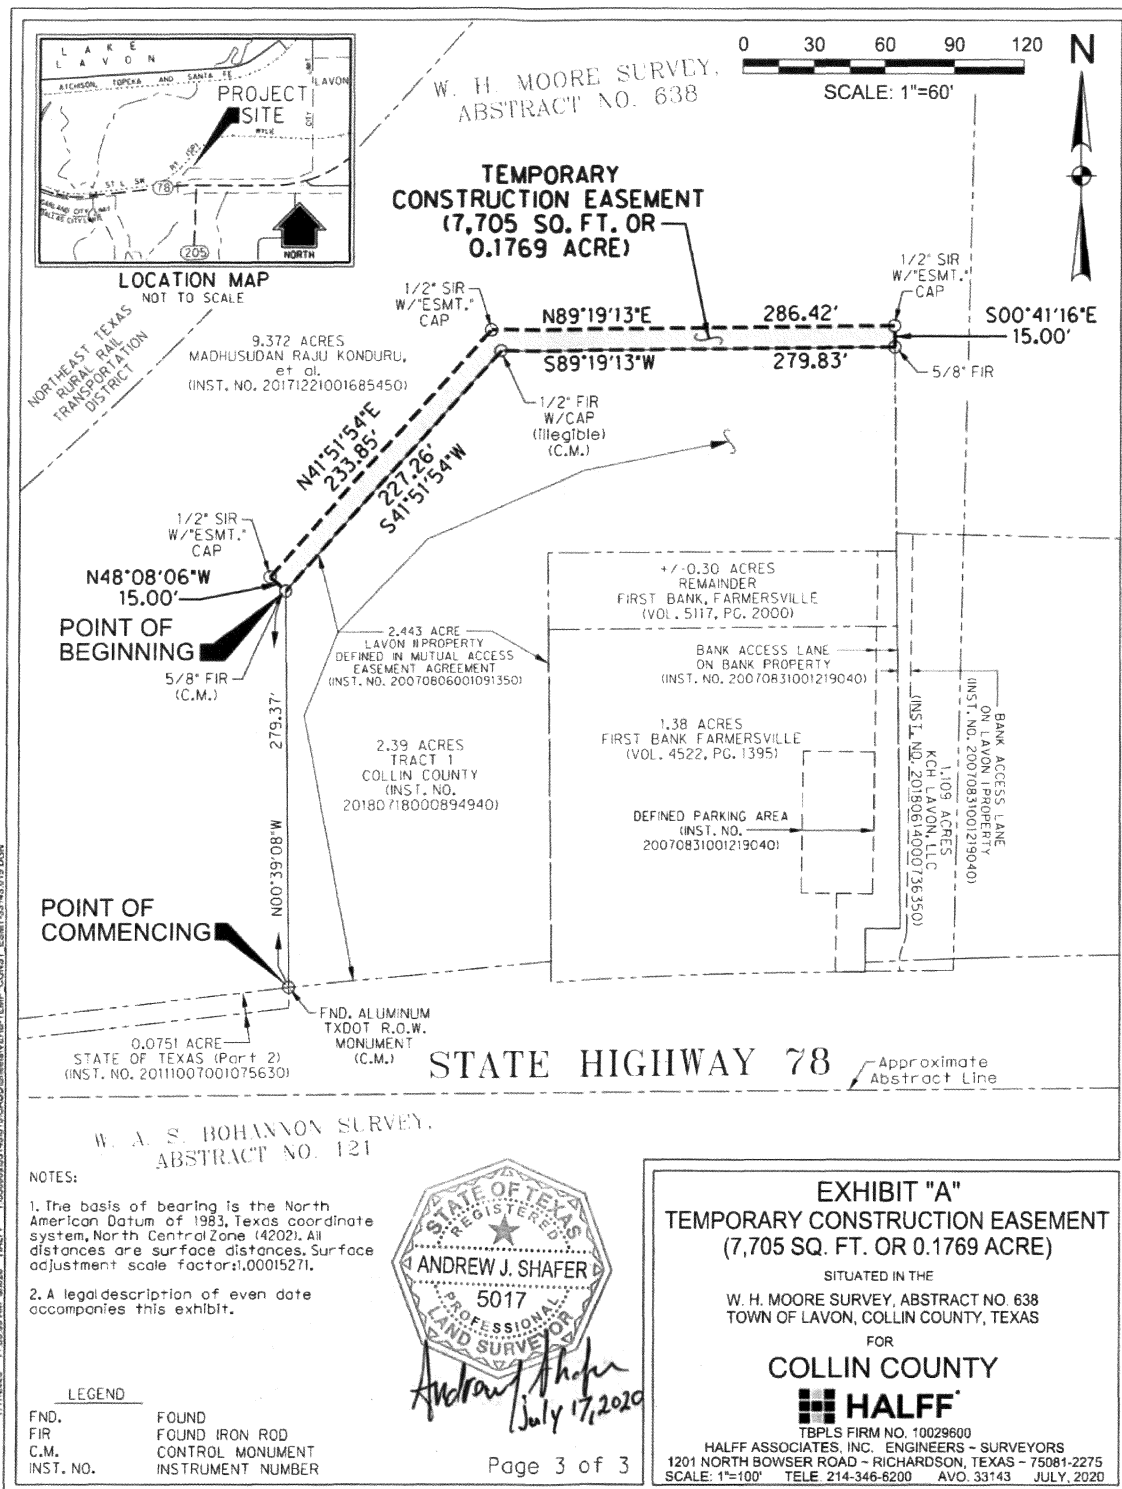 LAKE
LAVON
ATCHISON, TOPEKA AND SANTA FE
LAVON
PROJECT
SITE
WYLIE
78
205
NORTH
LOCATION MAP
NOT TO SCALE
0 30 60 90 120
SCALE: 1"=60'
N
W. H. MOORE SURVEY,
ABSTRACT NO. 638
TEMPORARY
CONSTRUCTION EASEMENT
(7,705 SQ. FT. OR
0.1769 ACRE)
1/2" SIR
W/"ESMT."
CAP
1/2" SIR
W/"ESMT."
CAP
N89°19'13"E 286.42'
S00°41'16"E
15.00'
S89°19'13"W 279.83'
5/8" FIR
NORTHEAST TEXAS
RURAL RAIL
TRANSPORTATION
DISTRICT
9.372 ACRES
MADHUSUDAN RAJU KONDURU,
et al.
(INST. NO. 20171221001685450)
1/2" FIR
W/CAP
(illegible)
(C.M.)
N41°51'54"E
233.85'
227.26'
S41°51'54"W
1/2" SIR
W/"ESMT."
CAP
N48°08'06"W
15.00'
POINT OF
BEGINNING
5/8" FIR
(C.M.)
2.443 ACRE
LAVON II PROPERTY
DEFINED IN MUTUAL ACCESS
EASEMENT AGREEMENT
(INST. NO. 20070806001091350)
+/-0.30 ACRES
REMAINDER
FIRST BANK, FARMERSVILLE
(VOL. 5117, PG. 2000)
BANK ACCESS LANE
ON BANK PROPERTY
(INST. NO. 20070831001219040)
279.37'
N00°39'08"W
2.39 ACRES
TRACT 1
COLLIN COUNTY
(INST. NO.
20180718000894940)
1.38 ACRES
FIRST BANK FARMERSVILLE
(VOL. 4522, PG. 1395)
DEFINED PARKING AREA
(INST. NO.
20070831001219040)
BANK ACCESS LANE
ON LAVON I PROPERTY
(INST. NO. 20070831001219040)
1.109 ACRES
KCH LAVON, LLC
(INST. NO. 20180614000736350)
POINT OF
COMMENCING
FND. ALUMINUM
TXDOT R.O.W.
MONUMENT
(C.M.)
0.0751 ACRE
STATE OF TEXAS (Part 2)
(INST. NO. 20111007001075630)
STATE HIGHWAY 78
Approximate
Abstract Line
W. A. S. BOHANNON SURVEY,
ABSTRACT NO. 121
NOTES:
1. The basis of bearing is the North
American Datum of 1983, Texas coordinate
system, North Central Zone (4202). All
distances are surface distances. Surface
adjustment scale factor:1.00015271.
2. A legal description of even date
accompanies this exhibit.
LEGEND
FND. FOUND
FIR FOUND IRON ROD
C.M. CONTROL MONUMENT
INST. NO. INSTRUMENT NUMBER
STATE OF TEXAS
REGISTERED
ANDREW J. SHAFER
5017
PROFESSIONAL
LAND SURVEYOR
Andrew J. Shafer
July 17, 2020
Page 3 of 3
EXHIBIT "A"
TEMPORARY CONSTRUCTION EASEMENT
(7,705 SQ. FT. OR 0.1769 ACRE)
SITUATED IN THE
W. H. MOORE SURVEY, ABSTRACT NO. 638
TOWN OF LAVON, COLLIN COUNTY, TEXAS
FOR
COLLIN COUNTY
HALFF
TBPLS FIRM NO. 10029600
HALFF ASSOCIATES, INC. ENGINEERS ~ SURVEYORS
1201 NORTH BOWSER ROAD ~ RICHARDSON, TEXAS ~ 75081-2275
SCALE: 1"=100' TELE. 214-346-6200 AVO. 33143 JULY, 2020